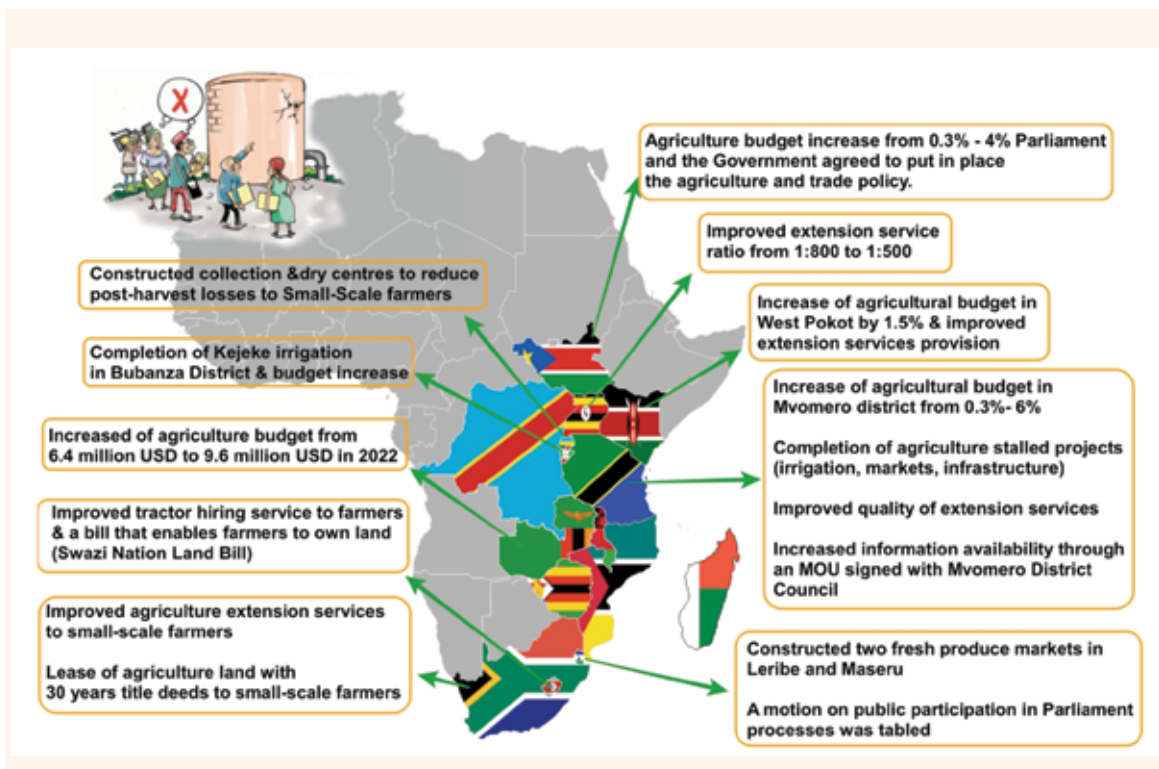 X
Agriculture budget increase from 0.3% - 4% Parliament
and the Government agreed to put in place
the agriculture and trade policy.
Improved extension service
ratio from 1:800 to 1:500
Constructed collection &dry centres to reduce
post-harvest losses to Small-Scale farmers
Increase of agricultural budget in
West Pokot by 1.5% & improved
extension services provision
Completion of Kejeke irrigation
in Bubanza District & budget increase
Increase of agricultural budget in
Mvomero district from 0.3%- 6%
Completion of agriculture stalled projects
(irrigation, markets, infrastructure)
Improved quality of extension services
Increased information availability through
an MOU signed with Mvomero District
Council
Increased of agriculture budget from
6.4 million USD to 9.6 million USD in 2022
Improved tractor hiring service to farmers
& a bill that enables farmers to own land
(Swazi Nation Land Bill)
Improved agriculture extension services
to small-scale farmers
Lease of agriculture land with
30 years title deeds to small-scale farmers
Constructed two fresh produce markets in
Leribe and Maseru
A motion on public participation in Parliament
processes was tabled